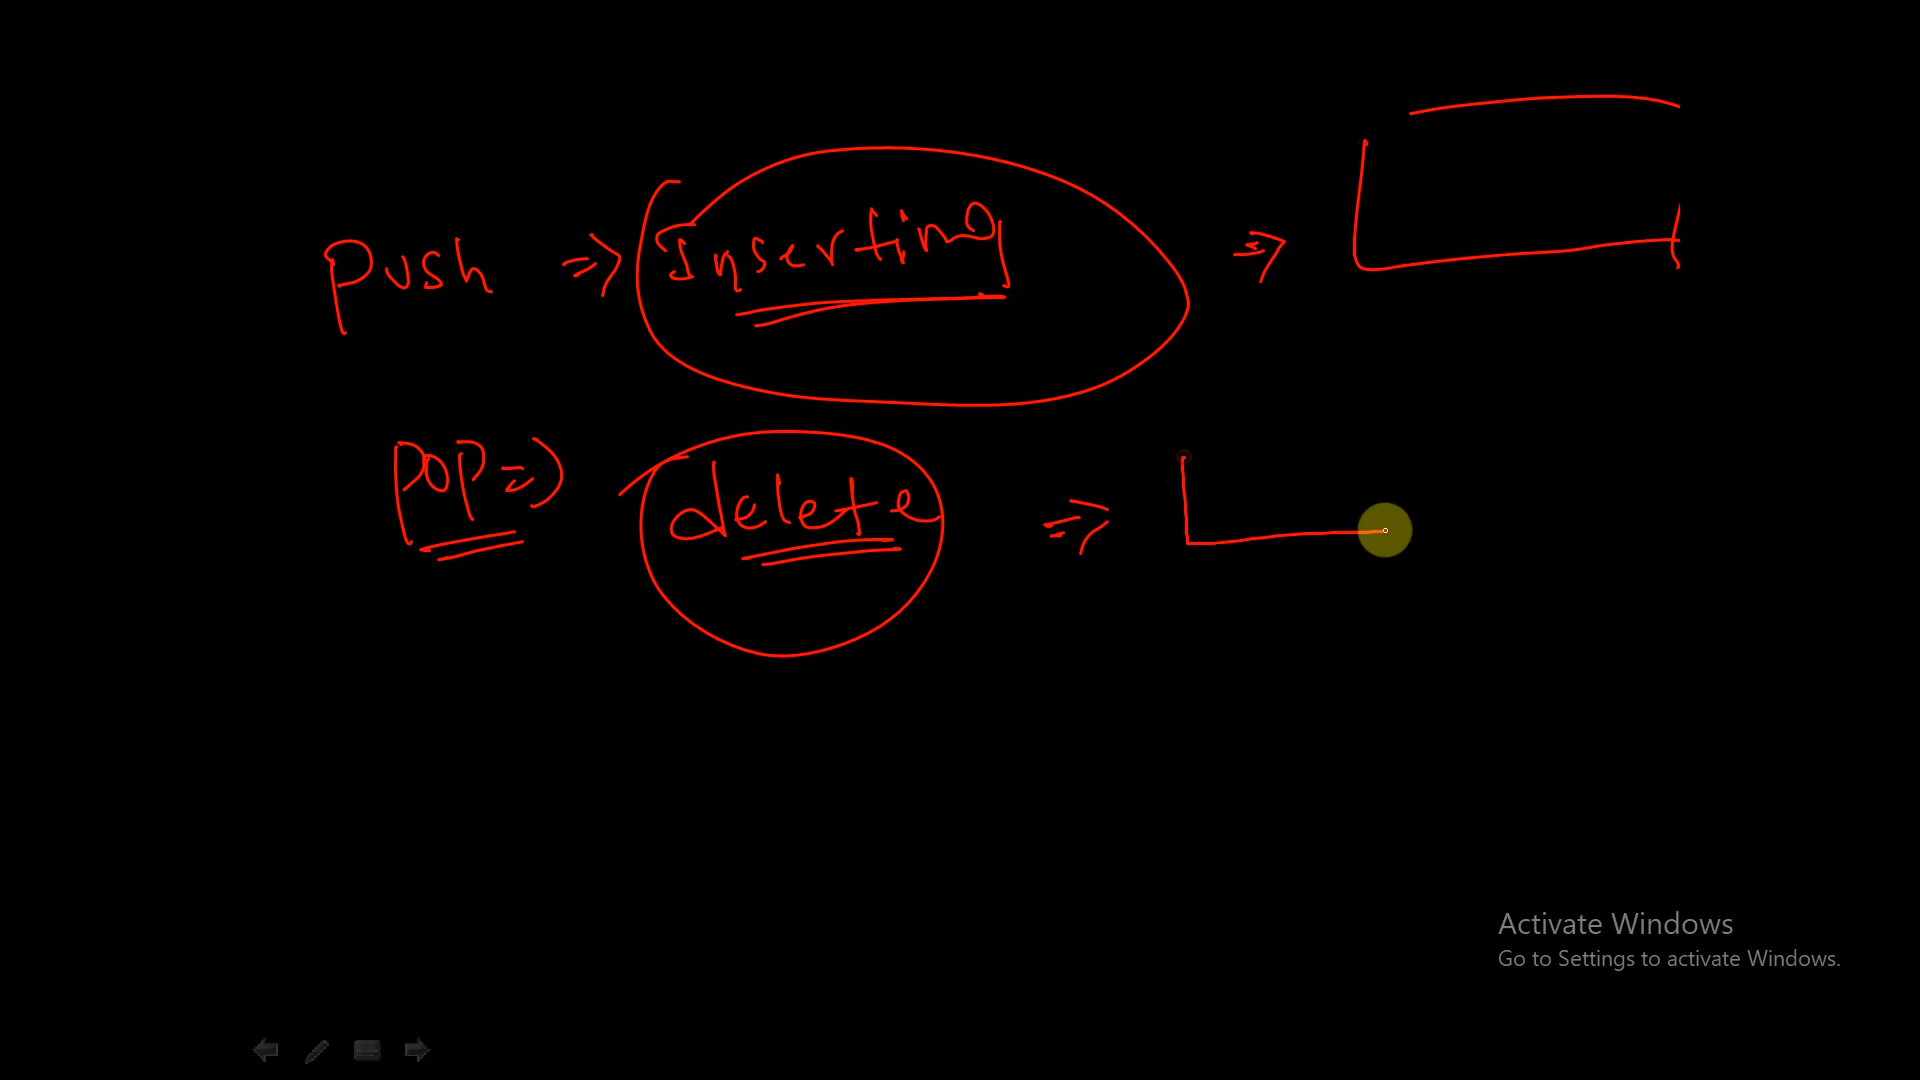 Push => Inserting =>
POP => delete =>
Activate Windows
Go to Settings to activate Windows.